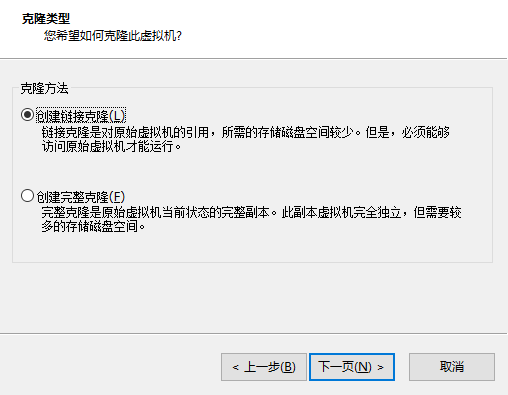 克隆类型
您希望如何克隆此虚拟机?
克隆方法
创建链接克隆(L)
链接克隆是对原始虚拟机的引用，所需的存储磁盘空间较少。但是，必须能够
访问原始虚拟机才能运行。
创建完整克隆(F)
完整克隆是原始虚拟机当前状态的完整副本。此副本虚拟机完全独立，但需要较
多的存储磁盘空间。
< 上一步(B) 下一页(N) > 取消